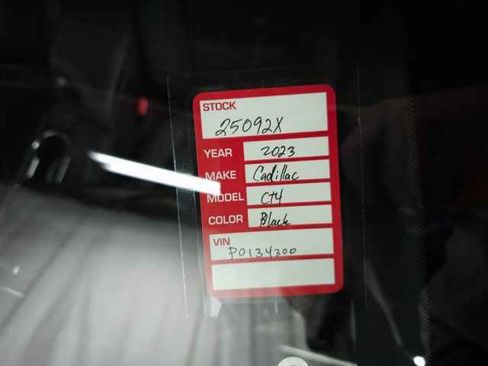 STOCK
25092X
YEAR 2023
MAKE Cadillac
MODEL CT4
COLOR Black
VIN
P0134300